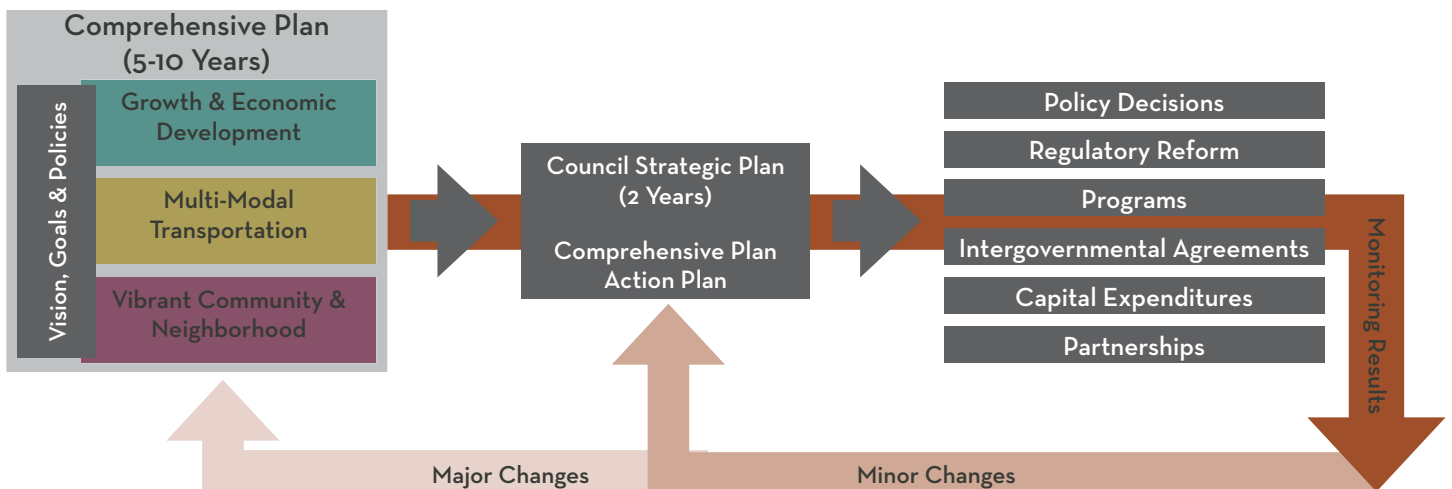 Comprehensive Plan
(5-10 Years)
Vision, Goals & Policies
Growth & Economic
Development
Multi-Modal
Transportation
Vibrant Community &
Neighborhood
Council Strategic Plan
(2 Years)
Comprehensive Plan
Action Plan
Policy Decisions
Regulatory Reform
Programs
Intergovernmental Agreements
Capital Expenditures
Partnerships
Monitoring Results
Major Changes
Minor Changes